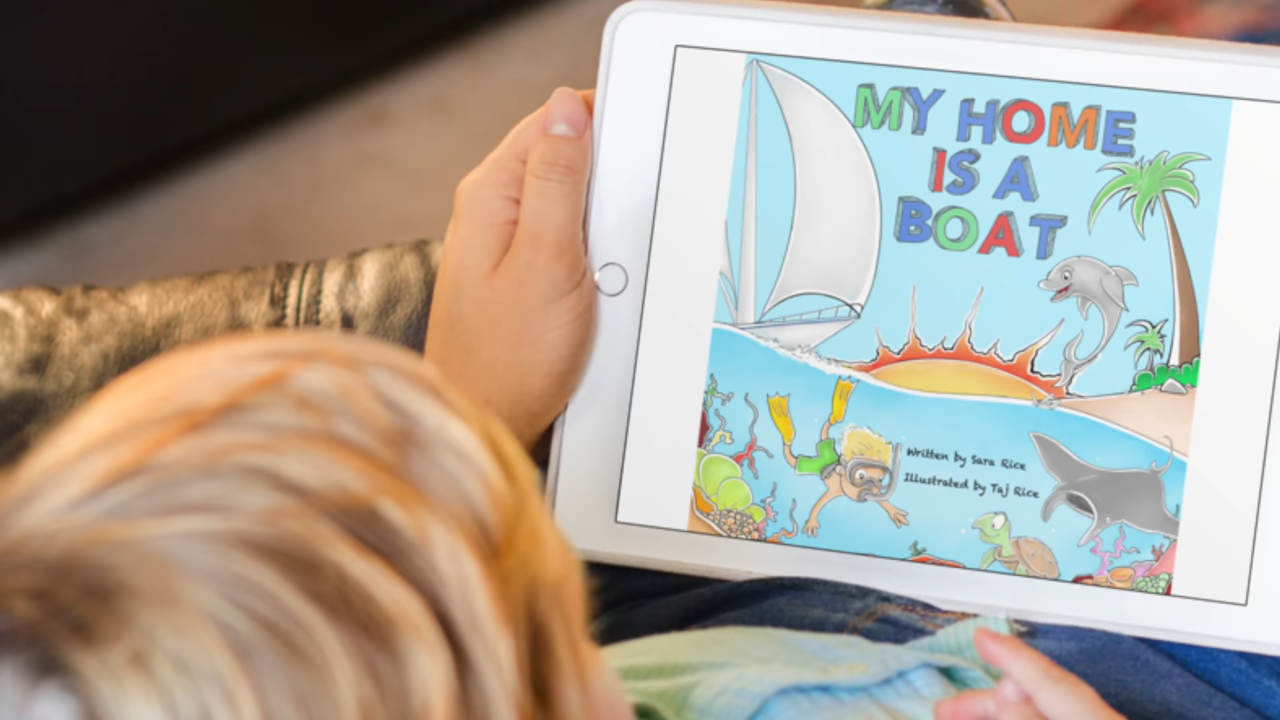 MY HOME
IS A
BOAT
Written by Sara Rice
Illustrated by Taj Rice